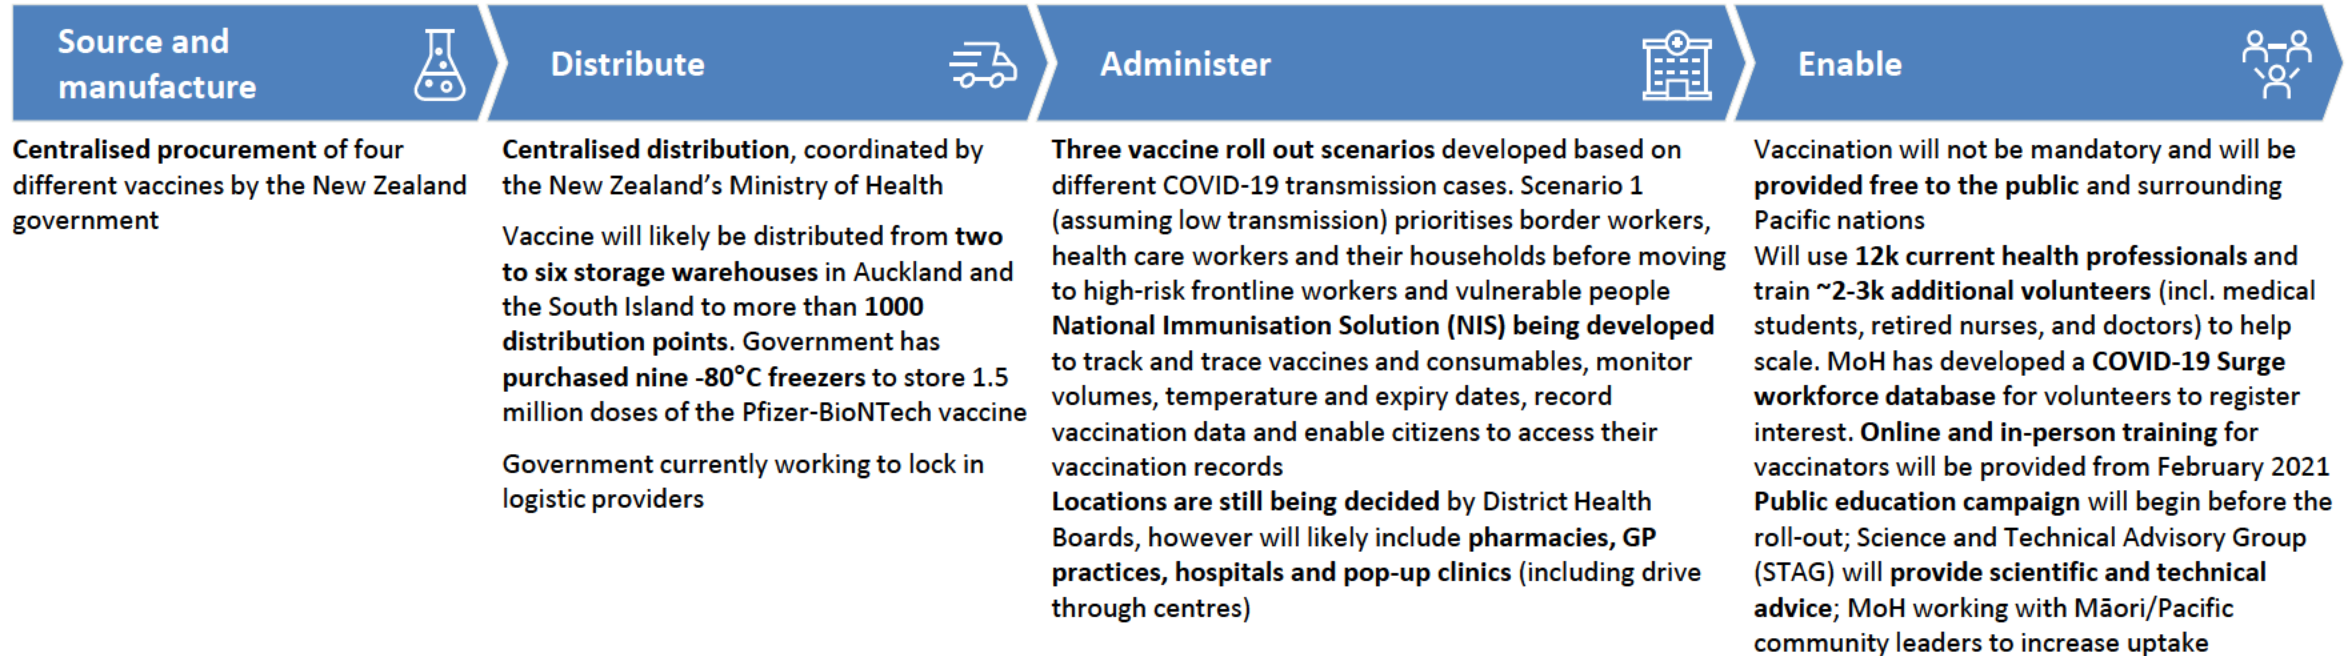 Source and
manufacture
Distribute
Administer
Enable
Centralised procurement of four
different vaccines by the New Zealand
government
Centralised distribution, coordinated by
the New Zealand's Ministry of Health
Vaccine will likely be distributed from two
to six storage warehouses in Auckland and
the South Island to more than 1000
distribution points. Government has
purchased nine -80°C freezers to store 1.5
million doses of the Pfizer-BioNTech vaccine
Government currently working to lock in
logistic providers
Three vaccine roll out scenarios developed based on
different COVID-19 transmission cases. Scenario 1
(assuming low transmission) prioritises border workers,
health care workers and their households before moving
to high-risk frontline workers and vulnerable people
National Immunisation Solution (NIS) being developed
to track and trace vaccines and consumables, monitor
volumes, temperature and expiry dates, record
vaccination data and enable citizens to access their
vaccination records
Locations are still being decided by District Health
Boards, however will likely include pharmacies, GP
practices, hospitals and pop-up clinics (including drive
through centres)
Vaccination will not be mandatory and will be
provided free to the public and surrounding
Pacific nations
Will use 12k current health professionals and
train ~2-3k additional volunteers (incl. medical
students, retired nurses, and doctors) to help
scale. MoH has developed a COVID-19 Surge
workforce database for volunteers to register
interest. Online and in-person training for
vaccinators will be provided from February 2021
Public education campaign will begin before the
roll-out; Science and Technical Advisory Group
(STAG) will provide scientific and technical
advice; MoH working with Māori/Pacific
community leaders to increase uptake